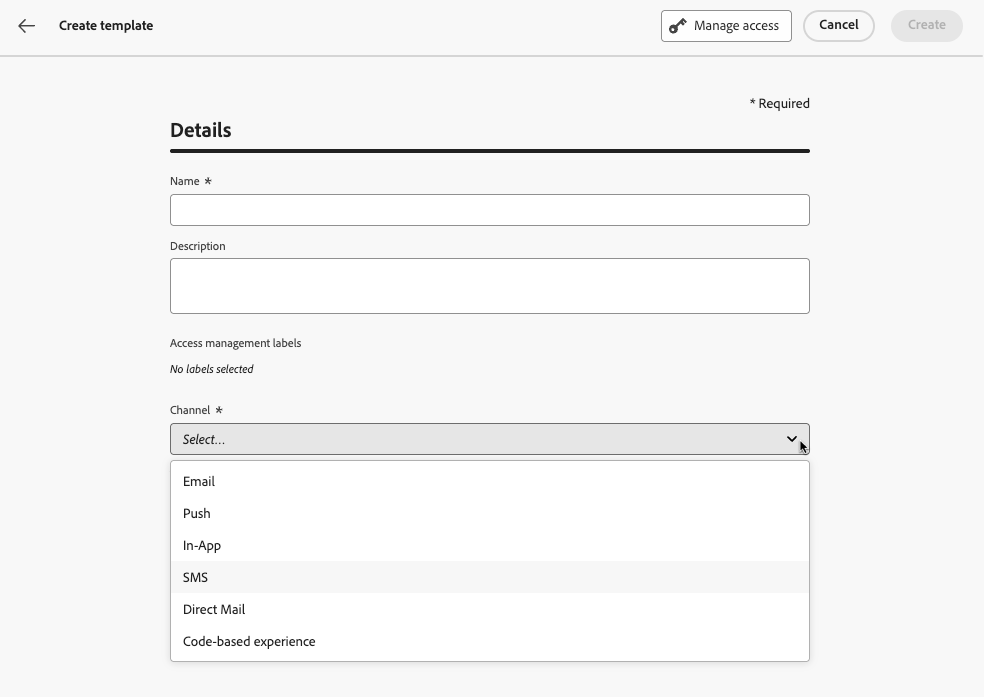 Create template
Manage access
Cancel
Create
* Required
Details
Name *
Description
Access management labels
No labels selected
Channel *
Select...
Email
Push
In-App
SMS
Direct Mail
Code-based experience